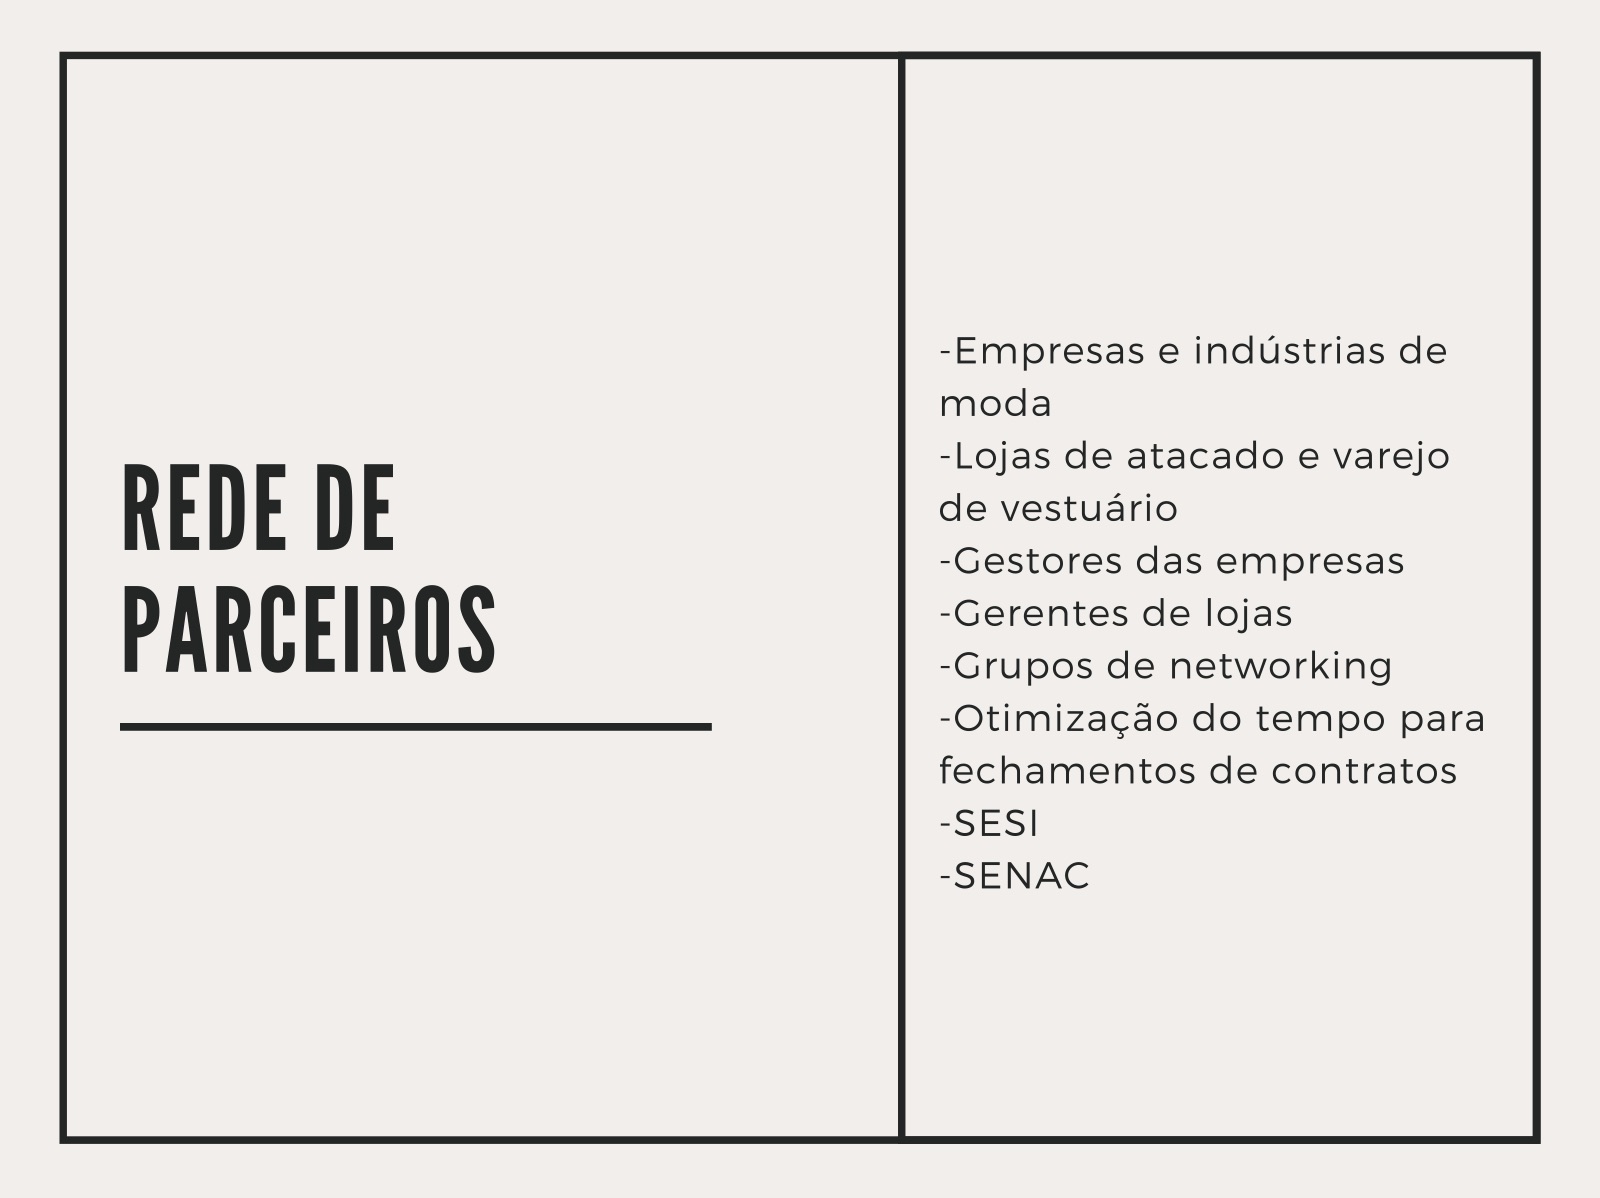 REDE DE
PARCEIROS
-Empresas e indústrias de
moda
-Lojas de atacado e varejo
de vestuário
-Gestores das empresas
-Gerentes de lojas
-Grupos de networking
-Otimização do tempo para
fechamentos de contratos
-SESI
-SENAC